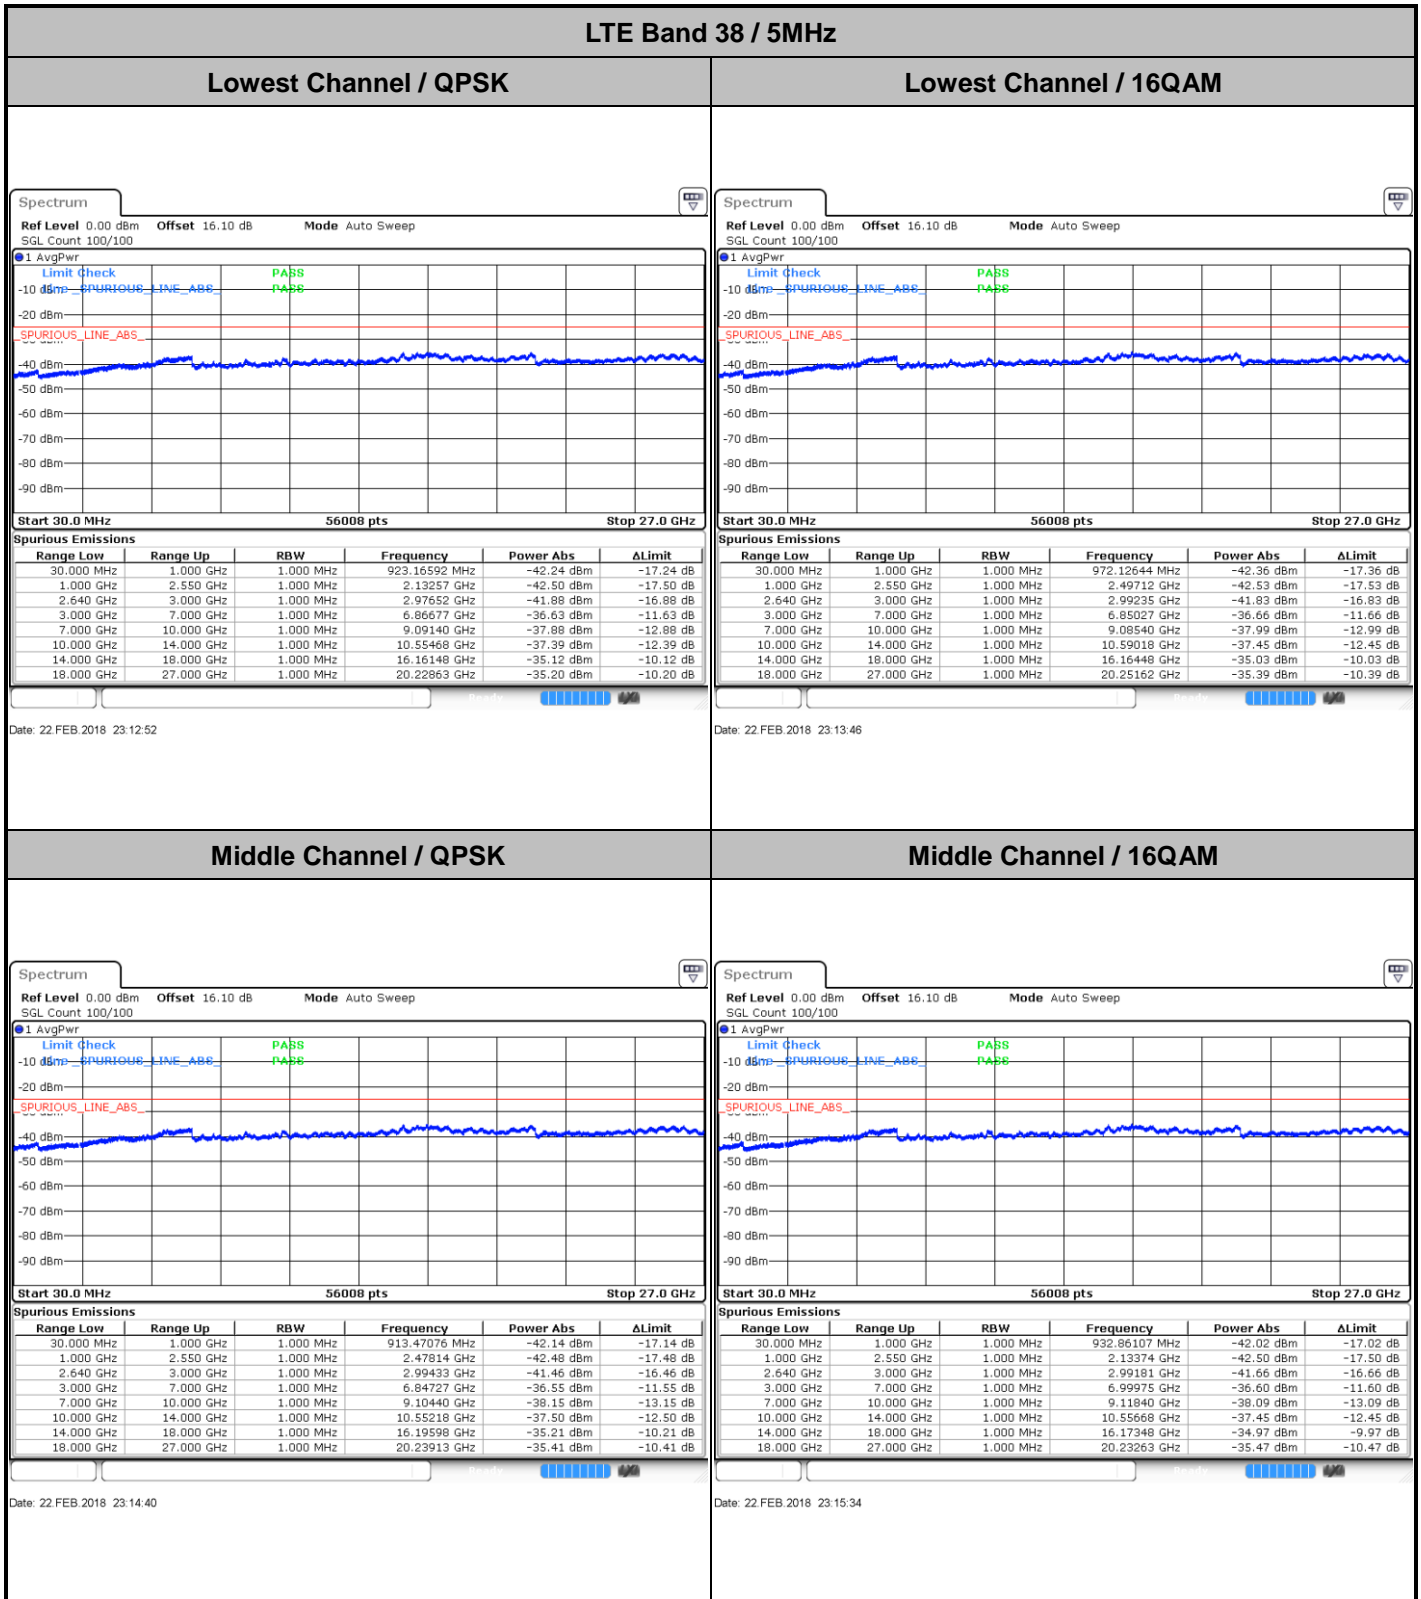 LTE Band 38 / 5MHz
Lowest Channel / QPSK
Lowest Channel / 16QAM
Spectrum
Ref Level 0.00 dBm Offset 16.10 dB Mode Auto Sweep
SGL Count 100/100
1 AvgPwr
Limit Check PASS
Line _SPURIOUS_LINE_ABS_ PASS
-10 dBm
-20 dBm
_SPURIOUS_LINE_ABS_
-40 dBm
-50 dBm
-60 dBm
-70 dBm
-80 dBm
-90 dBm
Start 30.0 MHz 56008 pts Stop 27.0 GHz
Spurious Emissions
Range Low Range Up RBW Frequency Power Abs ΔLimit
30.000 MHz 1.000 GHz 1.000 MHz 923.16592 MHz -42.24 dBm -17.24 dB
1.000 GHz 2.550 GHz 1.000 MHz 2.13257 GHz -42.50 dBm -17.50 dB
2.640 GHz 3.000 GHz 1.000 MHz 2.97652 GHz -41.88 dBm -16.88 dB
3.000 GHz 7.000 GHz 1.000 MHz 6.86677 GHz -36.63 dBm -11.63 dB
7.000 GHz 10.000 GHz 1.000 MHz 9.09140 GHz -37.88 dBm -12.88 dB
10.000 GHz 14.000 GHz 1.000 MHz 10.55468 GHz -37.39 dBm -12.39 dB
14.000 GHz 18.000 GHz 1.000 MHz 16.16148 GHz -35.12 dBm -10.12 dB
18.000 GHz 27.000 GHz 1.000 MHz 20.22863 GHz -35.20 dBm -10.20 dB
Ready
Date: 22.FEB.2018 23:12:52
Spectrum
Ref Level 0.00 dBm Offset 16.10 dB Mode Auto Sweep
SGL Count 100/100
1 AvgPwr
Limit Check PASS
Line _SPURIOUS_LINE_ABS_ PASS
-10 dBm
-20 dBm
_SPURIOUS_LINE_ABS_
-40 dBm
-50 dBm
-60 dBm
-70 dBm
-80 dBm
-90 dBm
Start 30.0 MHz 56008 pts Stop 27.0 GHz
Spurious Emissions
Range Low Range Up RBW Frequency Power Abs ΔLimit
30.000 MHz 1.000 GHz 1.000 MHz 972.12644 MHz -42.36 dBm -17.36 dB
1.000 GHz 2.550 GHz 1.000 MHz 2.49712 GHz -42.53 dBm -17.53 dB
2.640 GHz 3.000 GHz 1.000 MHz 2.99235 GHz -41.83 dBm -16.83 dB
3.000 GHz 7.000 GHz 1.000 MHz 6.85027 GHz -36.66 dBm -11.66 dB
7.000 GHz 10.000 GHz 1.000 MHz 9.08540 GHz -37.99 dBm -12.99 dB
10.000 GHz 14.000 GHz 1.000 MHz 10.59018 GHz -37.45 dBm -12.45 dB
14.000 GHz 18.000 GHz 1.000 MHz 16.16448 GHz -35.03 dBm -10.03 dB
18.000 GHz 27.000 GHz 1.000 MHz 20.25162 GHz -35.39 dBm -10.39 dB
Ready
Date: 22.FEB.2018 23:13:46
Middle Channel / QPSK
Middle Channel / 16QAM
Spectrum
Ref Level 0.00 dBm Offset 16.10 dB Mode Auto Sweep
SGL Count 100/100
1 AvgPwr
Limit Check PASS
Line _SPURIOUS_LINE_ABS_ PASS
-10 dBm
-20 dBm
_SPURIOUS_LINE_ABS_
-40 dBm
-50 dBm
-60 dBm
-70 dBm
-80 dBm
-90 dBm
Start 30.0 MHz 56008 pts Stop 27.0 GHz
Spurious Emissions
Range Low Range Up RBW Frequency Power Abs ΔLimit
30.000 MHz 1.000 GHz 1.000 MHz 913.47076 MHz -42.14 dBm -17.14 dB
1.000 GHz 2.550 GHz 1.000 MHz 2.47814 GHz -42.48 dBm -17.48 dB
2.640 GHz 3.000 GHz 1.000 MHz 2.99433 GHz -41.46 dBm -16.46 dB
3.000 GHz 7.000 GHz 1.000 MHz 6.84727 GHz -36.55 dBm -11.55 dB
7.000 GHz 10.000 GHz 1.000 MHz 9.10440 GHz -38.15 dBm -13.15 dB
10.000 GHz 14.000 GHz 1.000 MHz 10.55218 GHz -37.50 dBm -12.50 dB
14.000 GHz 18.000 GHz 1.000 MHz 16.19598 GHz -35.21 dBm -10.21 dB
18.000 GHz 27.000 GHz 1.000 MHz 20.23913 GHz -35.41 dBm -10.41 dB
Ready
Date: 22.FEB.2018 23:14:40
Spectrum
Ref Level 0.00 dBm Offset 16.10 dB Mode Auto Sweep
SGL Count 100/100
1 AvgPwr
Limit Check PASS
Line _SPURIOUS_LINE_ABS_ PASS
-10 dBm
-20 dBm
_SPURIOUS_LINE_ABS_
-40 dBm
-50 dBm
-60 dBm
-70 dBm
-80 dBm
-90 dBm
Start 30.0 MHz 56008 pts Stop 27.0 GHz
Spurious Emissions
Range Low Range Up RBW Frequency Power Abs ΔLimit
30.000 MHz 1.000 GHz 1.000 MHz 932.86107 MHz -42.02 dBm -17.02 dB
1.000 GHz 2.550 GHz 1.000 MHz 2.13374 GHz -42.50 dBm -17.50 dB
2.640 GHz 3.000 GHz 1.000 MHz 2.99181 GHz -41.66 dBm -16.66 dB
3.000 GHz 7.000 GHz 1.000 MHz 6.99975 GHz -36.60 dBm -11.60 dB
7.000 GHz 10.000 GHz 1.000 MHz 9.11840 GHz -38.09 dBm -13.09 dB
10.000 GHz 14.000 GHz 1.000 MHz 10.55668 GHz -37.45 dBm -12.45 dB
14.000 GHz 18.000 GHz 1.000 MHz 16.17348 GHz -34.97 dBm -9.97 dB
18.000 GHz 27.000 GHz 1.000 MHz 20.23263 GHz -35.47 dBm -10.47 dB
Ready
Date: 22.FEB.2018 23:15:34